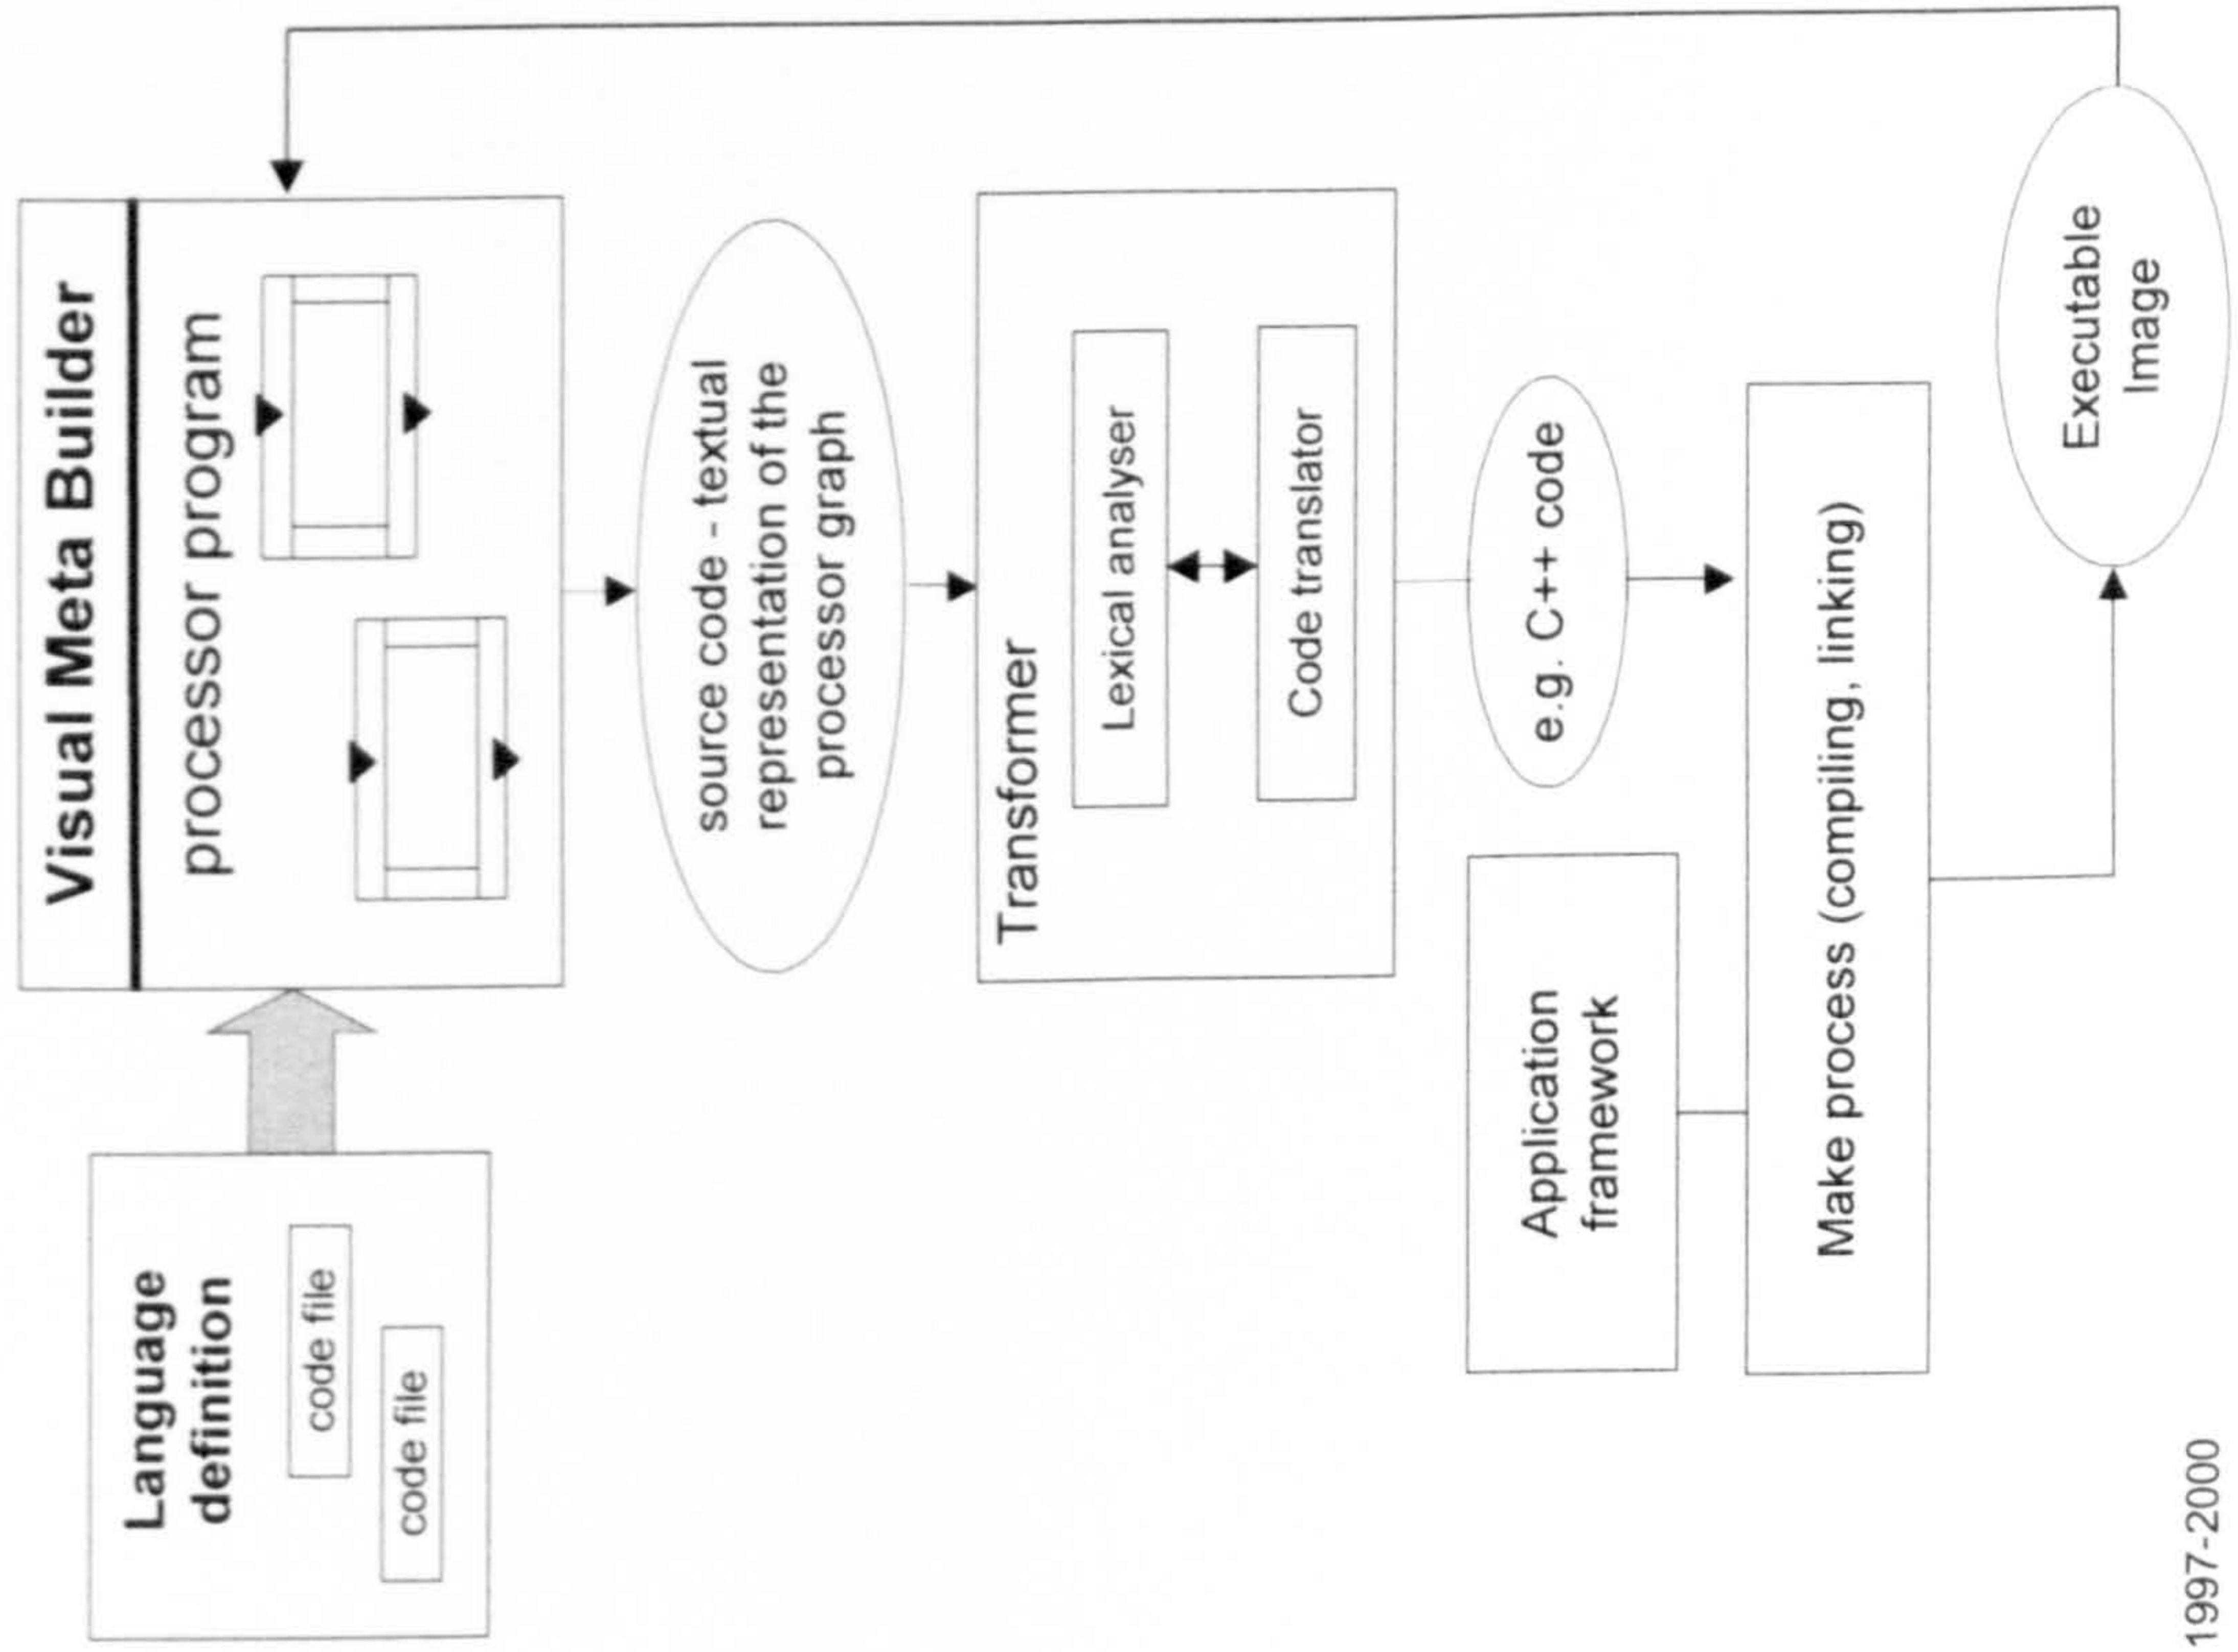 Language
definition
code file
code file
Visual Meta Builder
processor program
source code - textual
representation of the
processor graph
Transformer
Lexical analyser
Code translator
Application
framework
e.g. C++ code
Make process (compiling, linking)
Executable
Image
1997-2000